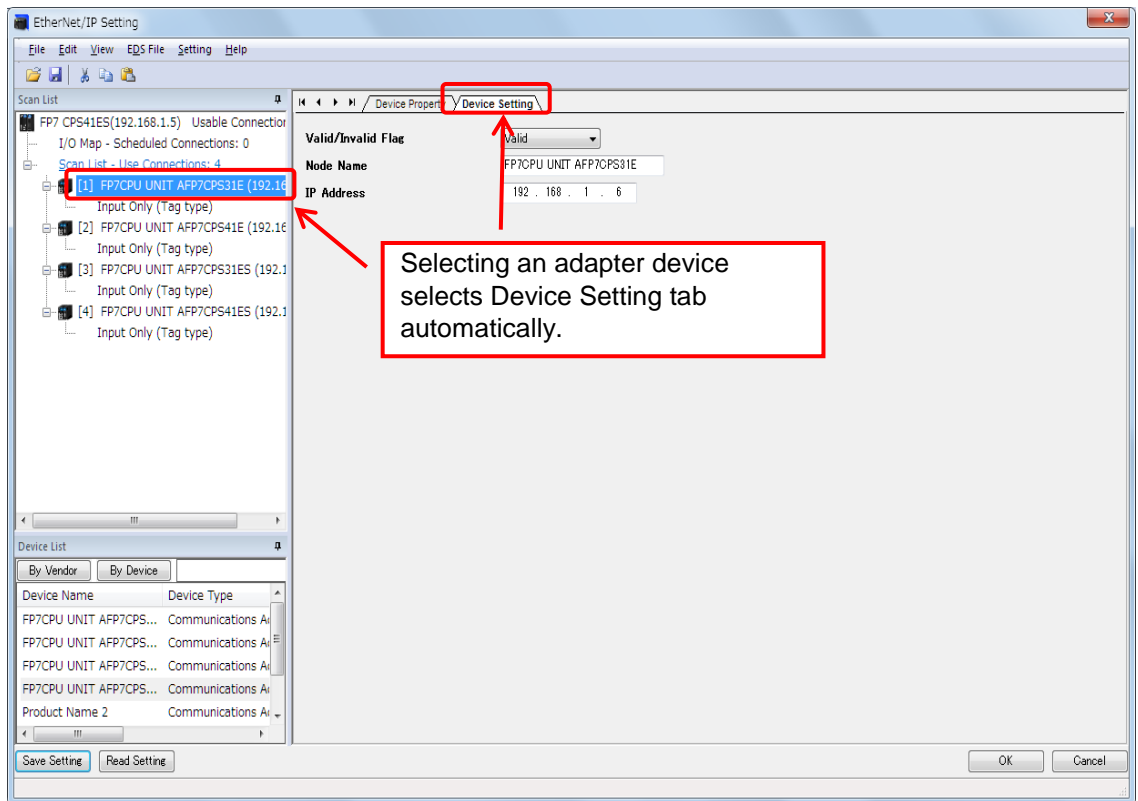 EtherNet/IP Setting
File Edit View EDS File Setting Help
Scan List
FP7 CPS41ES(192.168.1.5) Usable Connection
I/O Map - Scheduled Connections: 0
Scan List - Use Connections: 4
[1] FP7CPU UNIT AFP7CPS31E (192.16
Input Only (Tag type)
[2] FP7CPU UNIT AFP7CPS41E (192.16
Input Only (Tag type)
[3] FP7CPU UNIT AFP7CPS31ES (192.1
Input Only (Tag type)
[4] FP7CPU UNIT AFP7CPS41ES (192.1
Input Only (Tag type)
Device Property Device Setting
Valid/Invalid Flag Valid
Node Name FP7CPU UNIT AFP7CPS31E
IP Address 192 . 168 . 1 . 6
Selecting an adapter device
selects Device Setting tab
automatically.
Device List
By Vendor By Device
Device Name Device Type
FP7CPU UNIT AFP7CPS... Communications A
FP7CPU UNIT AFP7CPS... Communications A
FP7CPU UNIT AFP7CPS... Communications A
FP7CPU UNIT AFP7CPS... Communications A
Product Name 2 Communications A
Save Setting Read Setting OK Cancel